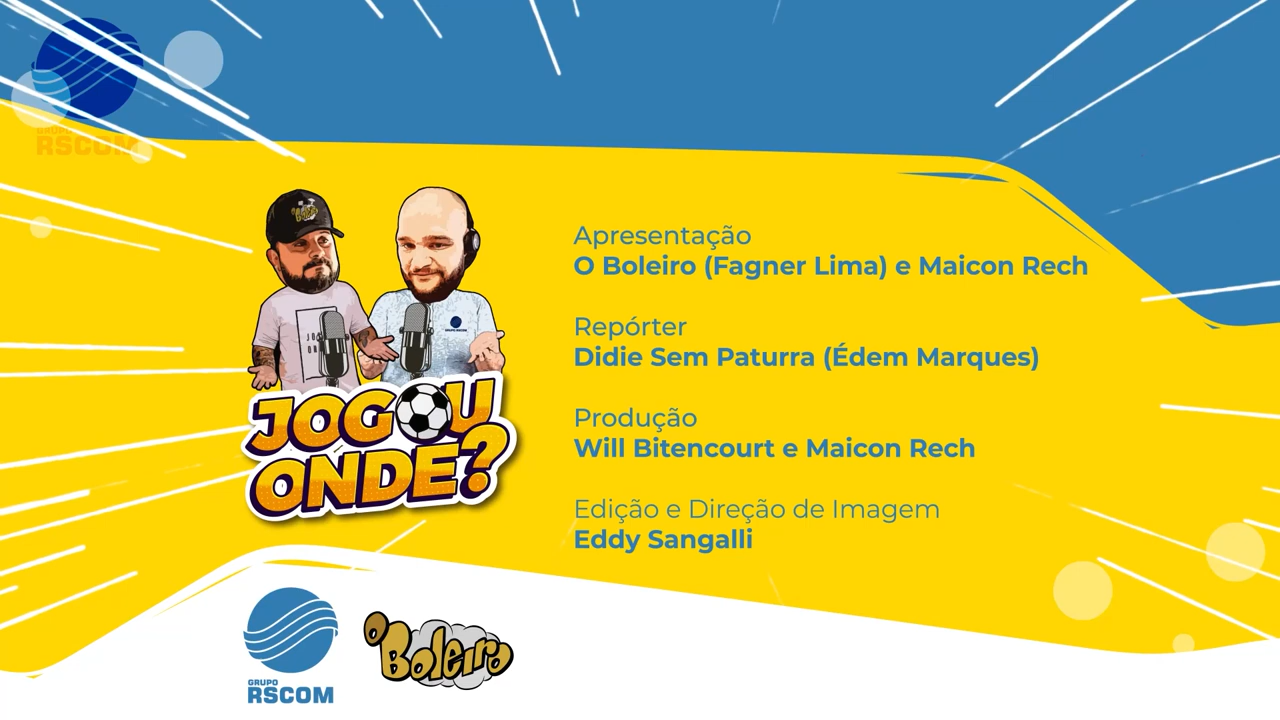 GRUPO
RSCOM
O Boleiro
Apresentação
O Boleiro (Fagner Lima) e Maicon Rech
Repórter
Didie Sem Paturra (Édem Marques)
Produção
Will Bitencourt e Maicon Rech
Edição e Direção de Imagem
Eddy Sangalli
JOGOU
ONDE?
GRUPO
RSCOM
O Boleiro